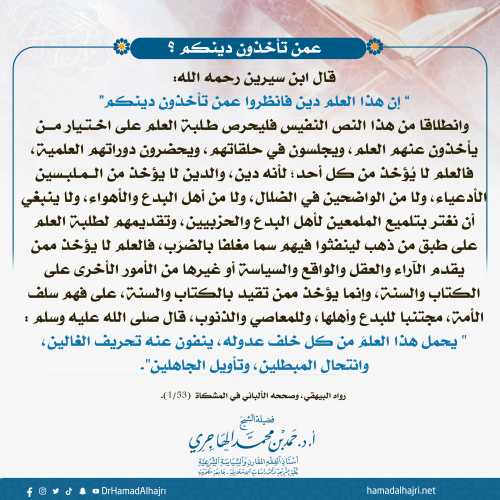 عمن تأخذون دينكم ؟
قال ابن سيرين رحمه الله:
“ إن هذا العلم دين فانظروا عمن تأخذون دينكم”
وانطلاقا من هذا النص النفيس فليحرص طلبة العلم على اختيار مـــن
يأخذون عنهم العلم، ويجلسون في حلقاتهم، ويحضرون دوراتهم العلمية،
فالعلم لا يُؤخذ من كل أحد؛ لأنه دين، والدين لا يؤخذ من الـمـلـبـسين
الأدعياء، ولا من الواضحين في الضلال، ولا من أهل البدع والأهواء، ولا ينبغي
أن نغتر بتلميع الملمعين لأهل البدع والحزبيين، وتقديمهم لطلبة العلم
على طبق من ذهب لينفثوا فيهم سما مغلفا بالضرَب، فالعلم لا يؤخذ ممن
يقدم الآراء والعقل والواقع والسياسة أو غيرها من الأمور الأخرى على
الكتاب والسنة، وإنما يؤخذ ممن تقيد بالكتاب والسنة، على فهم سلف
الأمة، مجتنبا للبدع وأهلها، وللمعاصي والذنوب، قال صلى الله عليه وسلم :
" يحمل هذا العلم من كل خلف عدوله، ينفون عنه تحريف الغالين،
وانتحال المبطلين، وتأويل الجاهلين".
رواه البيهقي، وصححه الألباني في المشكاة (1/53).
فضيلة الشيخ
أ.د. حمد بن محمد الهاجري
أستاذ الفقه المقارن والسياسة الشرعية
DrHamadAlhajri
hamadalhajri.net